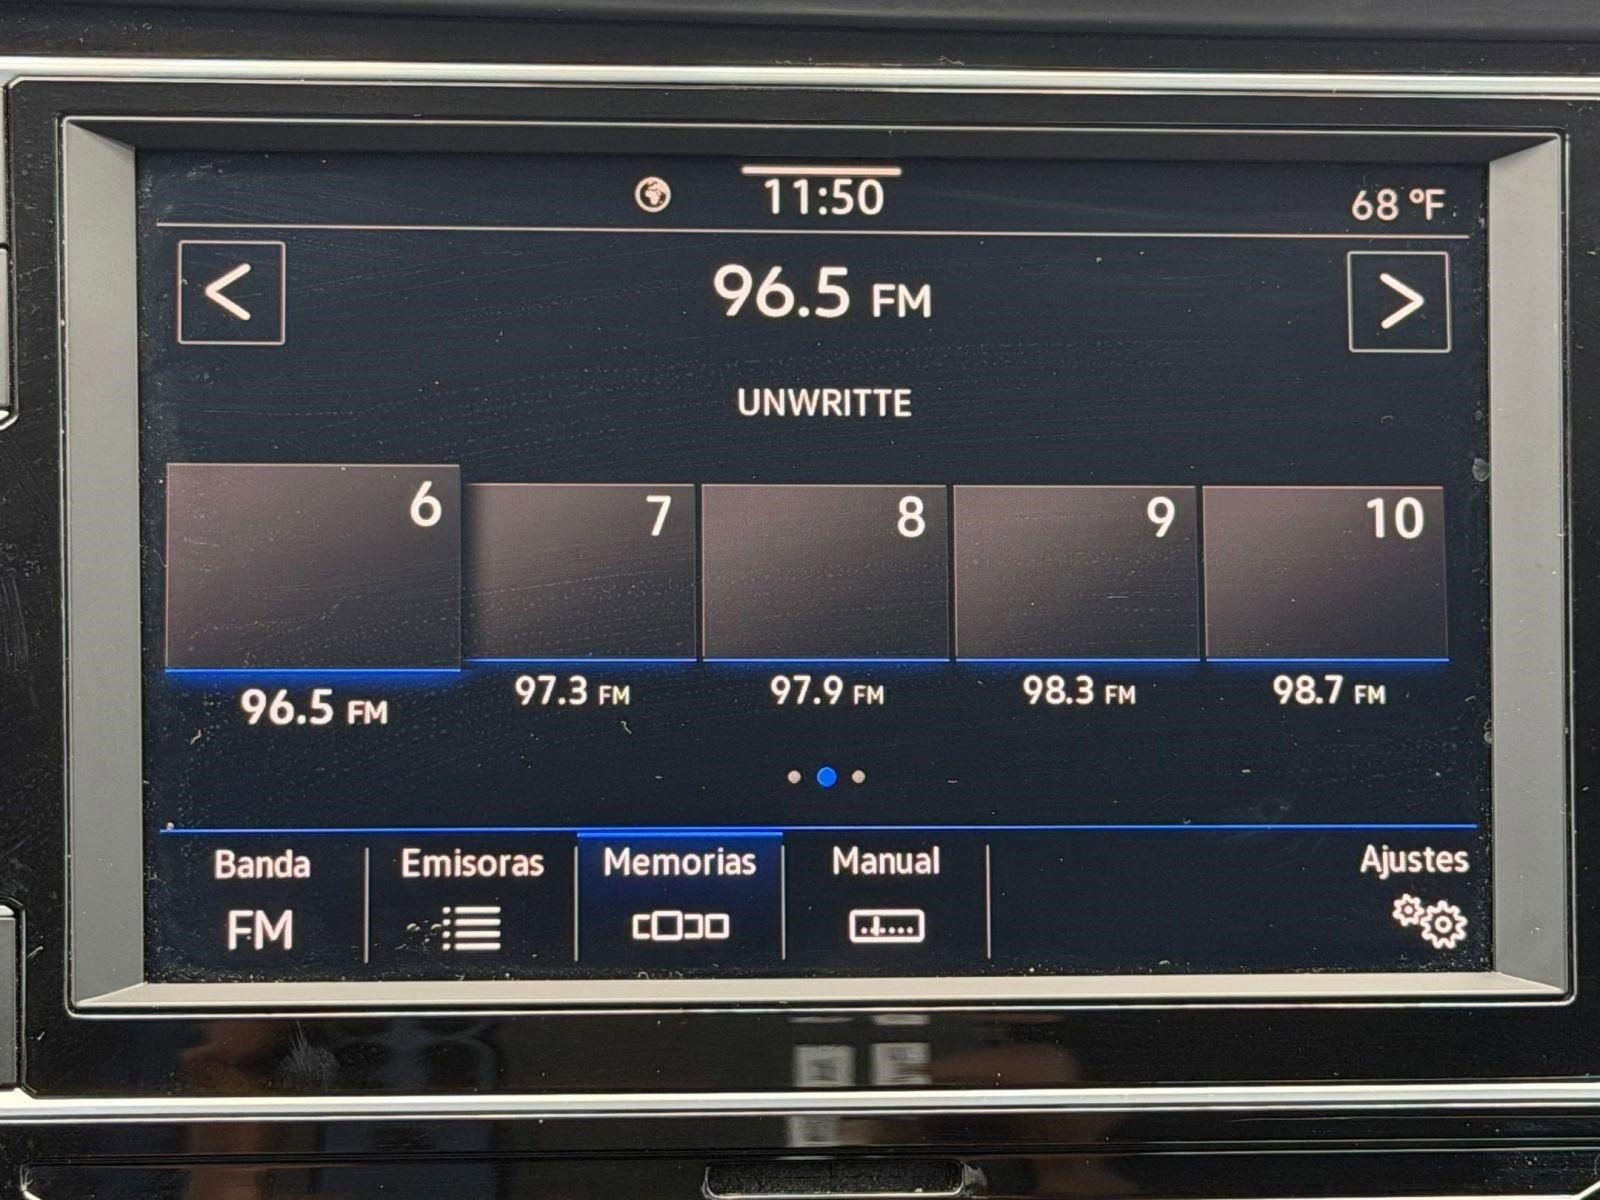 11:50
68 °F
<
96.5 FM
>
UNWRITTE
6
7
8
9
10
96.5 FM
97.3 FM
97.9 FM
98.3 FM
98.7 FM
Banda
Emisoras
Memorias
Manual
Ajustes
FM